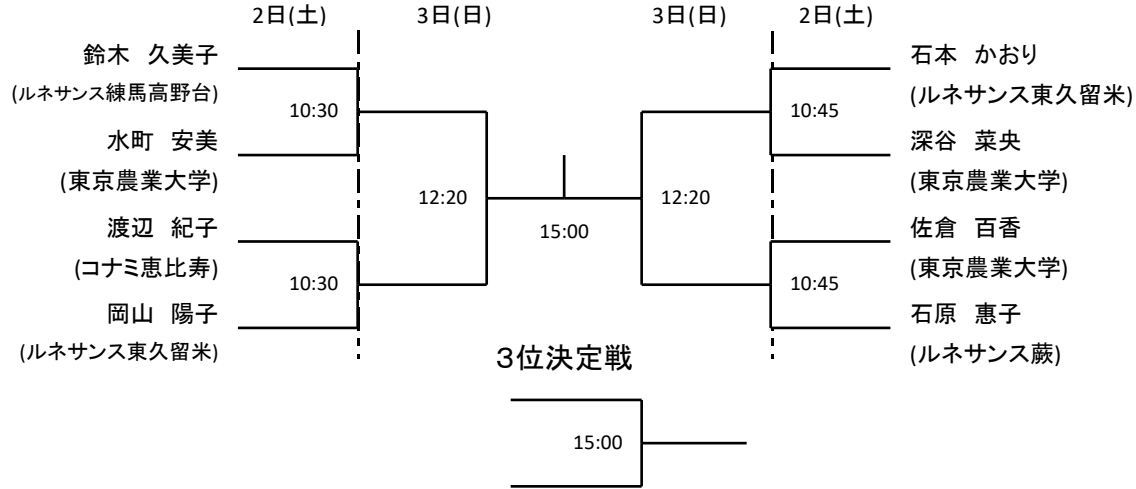 2日(土) 3日(日) 3日(日) 2日(土)
鈴木　久美子
(ルネサンス練馬高野台)
10:30
水町　安美
(東京農業大学)
12:20
渡辺　紀子
(コナミ恵比寿)
10:30
岡山　陽子
(ルネサンス東久留米)
15:00
石本　かおり
(ルネサンス東久留米)
10:45
深谷　菜央
(東京農業大学)
12:20
佐倉　百香
(東京農業大学)
10:45
石原　惠子
(ルネサンス蕨)
3位決定戦
15:00